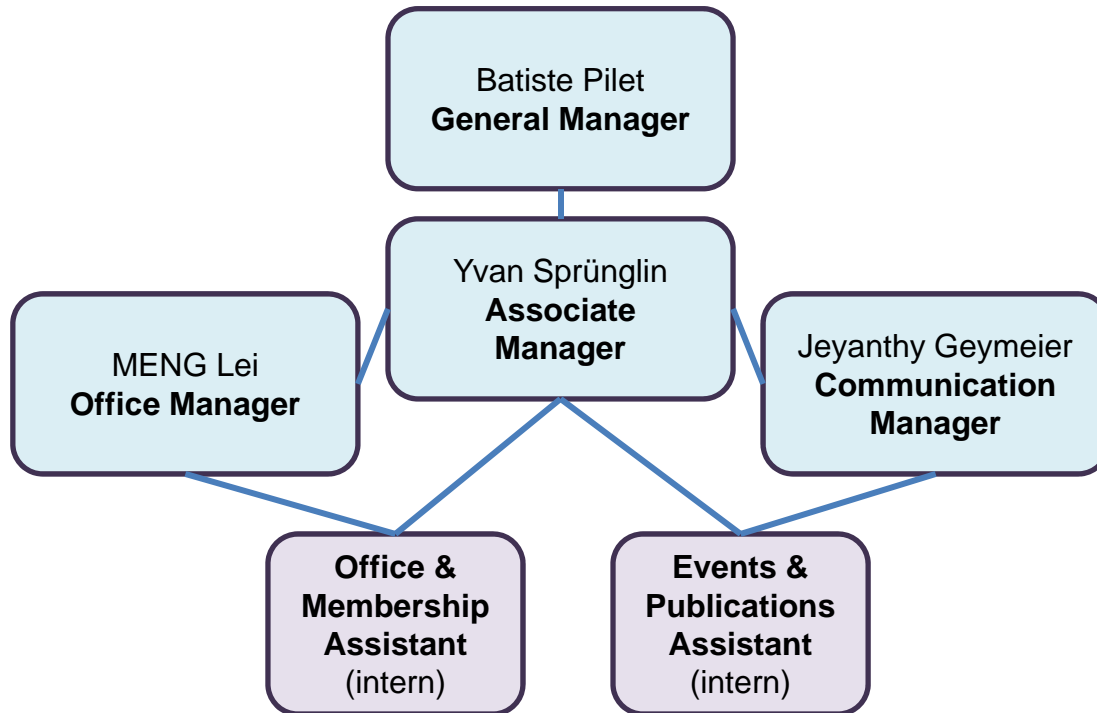 Batiste Pilet
General Manager
Yvan Sprünglin
Associate
Manager
MENG Lei
Office Manager
Jeyanthy Geymeier
Communication
Manager
Office &
Membership
Assistant
(intern)
Events &
Publications
Assistant
(intern)